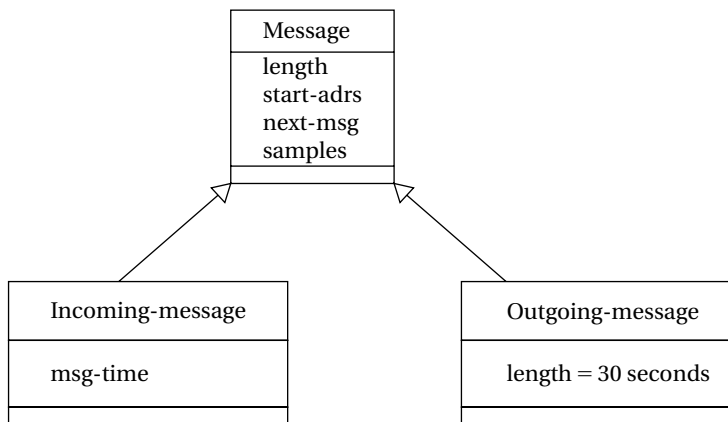 Message
length
start-adrs
next-msg
samples
Incoming-message
msg-time
Outgoing-message
length = 30 seconds